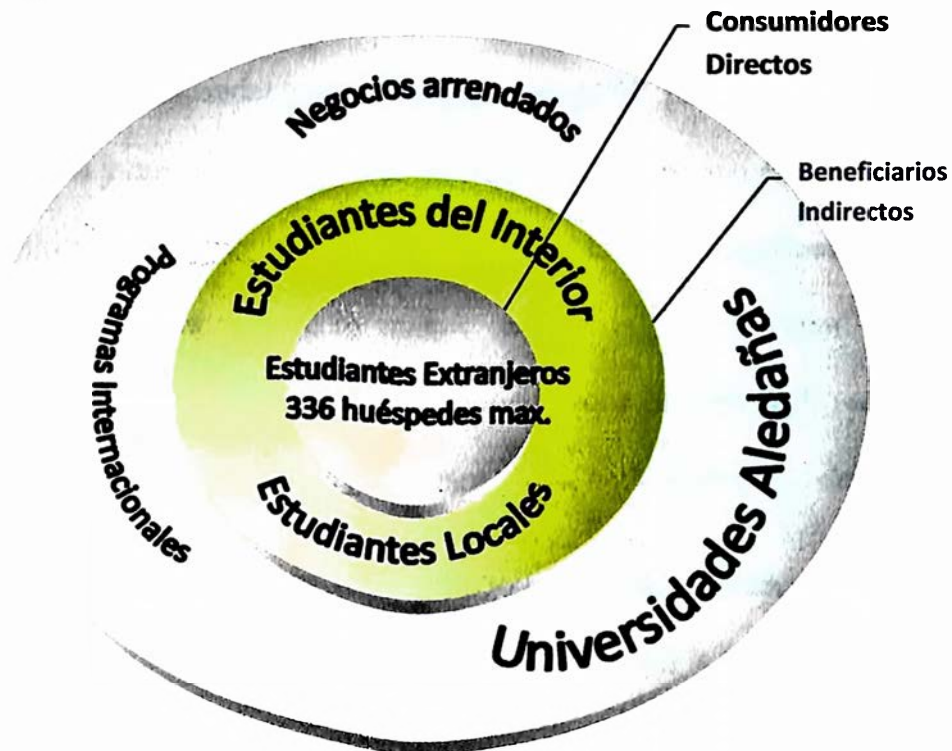 Consumidores
Directos
Negocios arrendados
Beneficiarios
Indirectos
Estudiantes del Interior
Programas Internacionales
Estudiantes Extranjeros
336 huéspedes max.
Universidades Aledañas
Estudiantes Locales